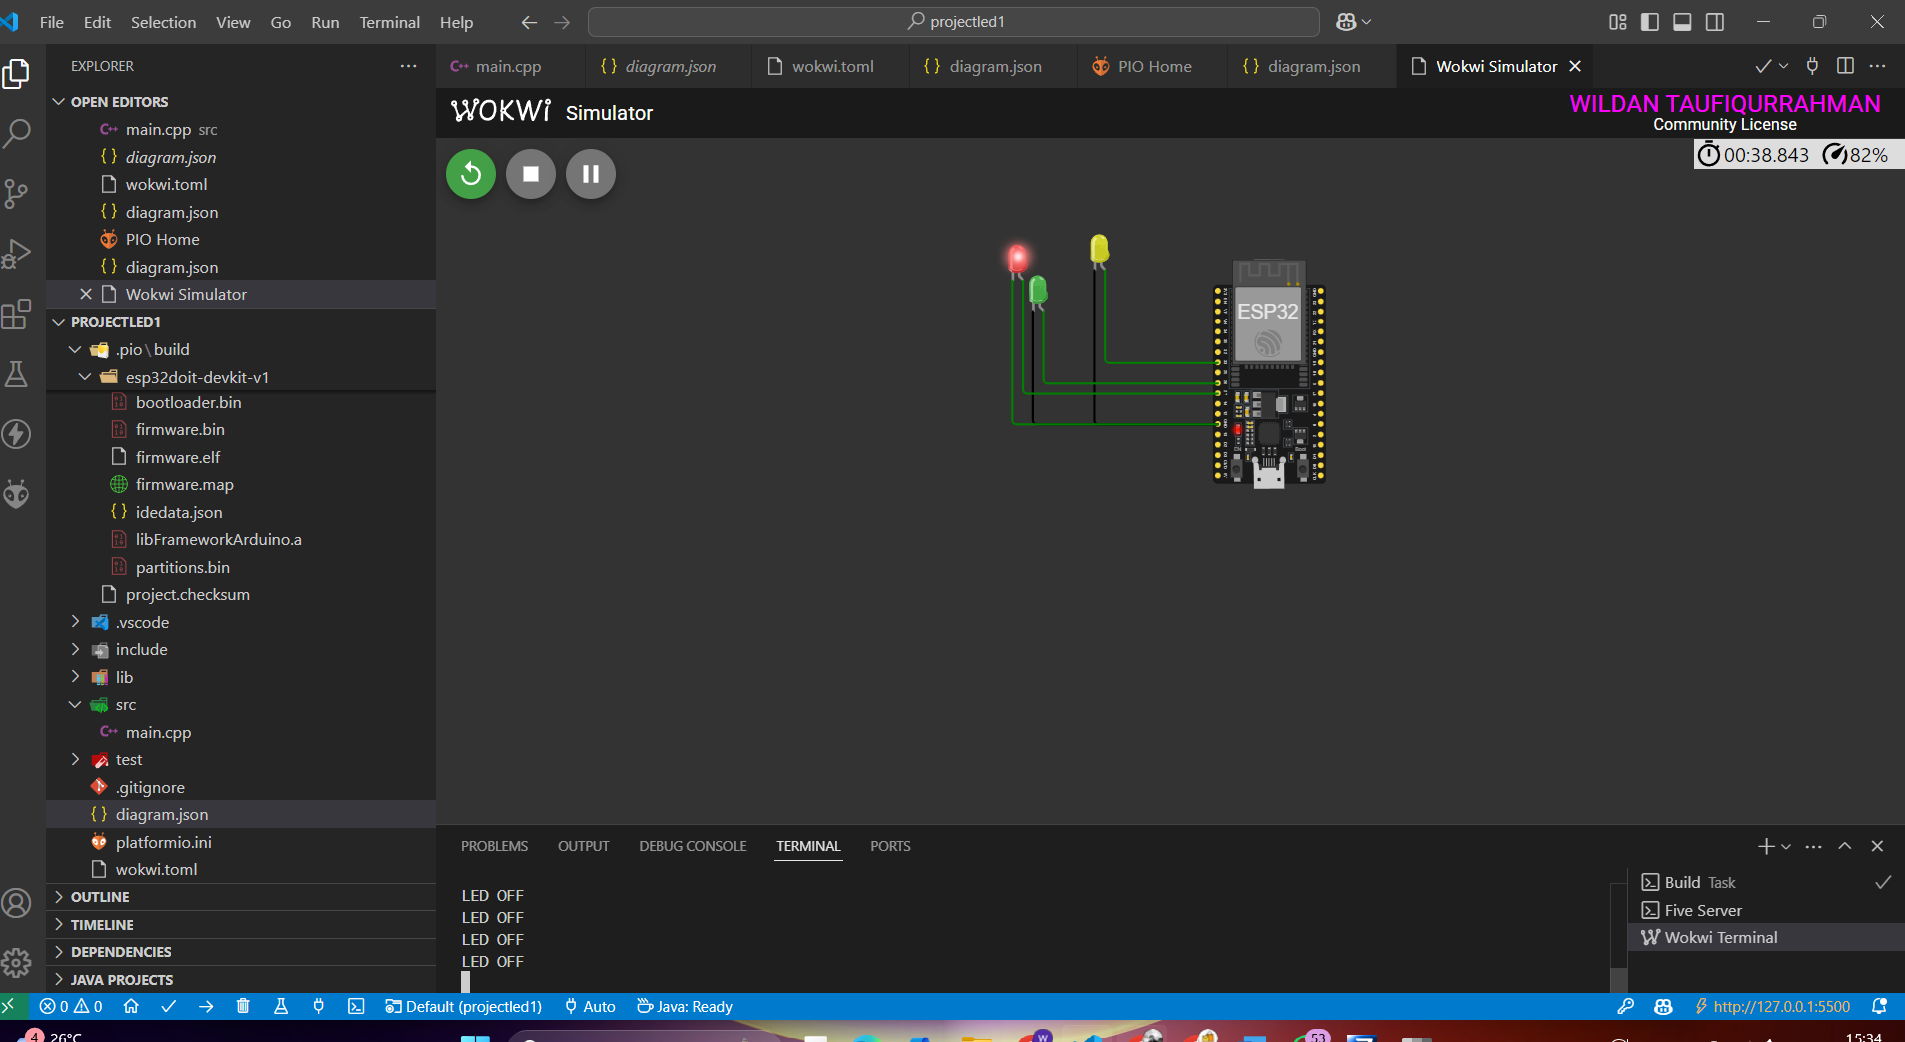 File Edit Selection View Go Run Terminal Help
projectled1
EXPLORER
OPEN EDITORS
main.cpp src
diagram.json
wokwi.toml
diagram.json
PIO Home
diagram.json
Wokwi Simulator
PROJECTLED1
.pio\build
esp32doit-devkit-v1
bootloader.bin
firmware.bin
firmware.elf
firmware.map
idedata.json
libFrameworkArduino.a
partitions.bin
project.checksum
.vscode
include
lib
src
main.cpp
test
.gitignore
diagram.json
platformio.ini
wokwi.toml
OUTLINE
TIMELINE
DEPENDENCIES
JAVA PROJECTS
main.cpp
diagram.json
wokwi.toml
diagram.json
PIO Home
diagram.json
Wokwi Simulator
WOKWi Simulator
WILDAN TAUFIQURRAHMAN
Community License
00:38.843 82%
ESP32
PROBLEMS OUTPUT DEBUG CONSOLE TERMINAL PORTS
LED OFF
LED OFF
LED OFF
LED OFF
Build Task
Five Server
Wokwi Terminal
0 0
Default (projectled1)
Auto
Java: Ready
http://127.0.0.1:5500
4
26°C
W
53
15:34